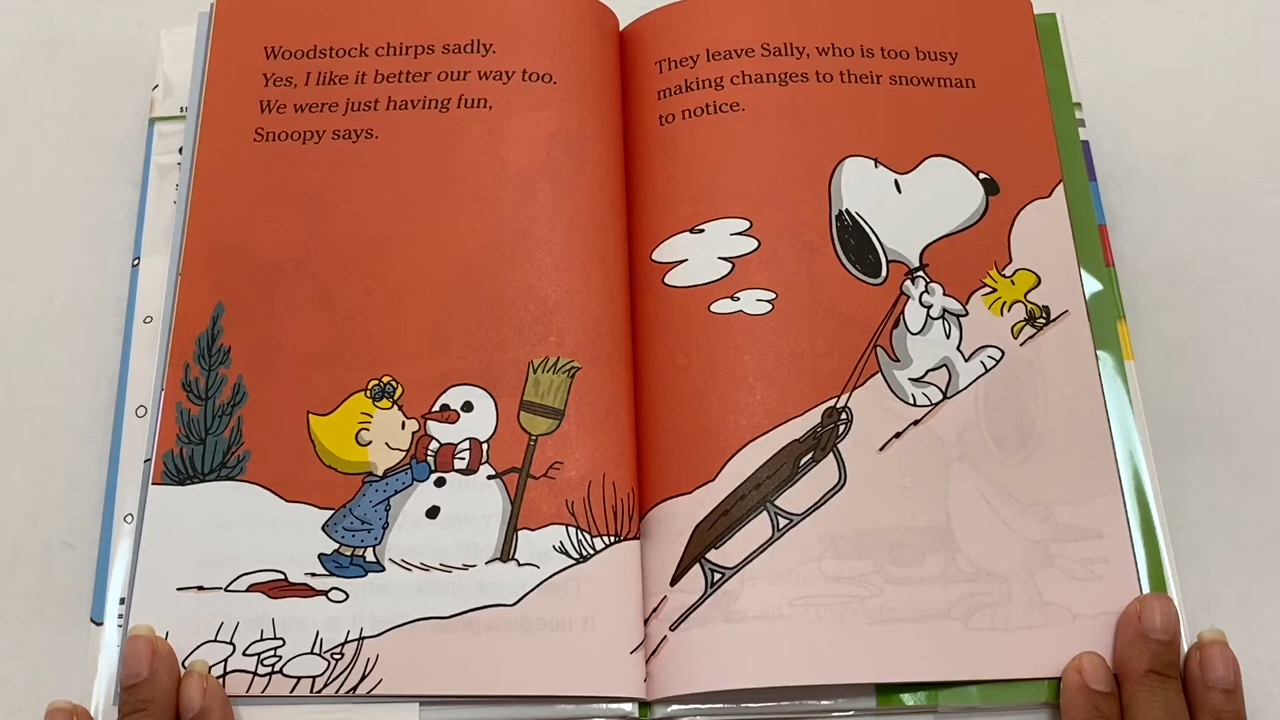 Woodstock chirps sadly.
Yes, I like it better our way too.
We were just having fun,
Snoopy says.
They leave Sally, who is too busy
making changes to their snowman
to notice.